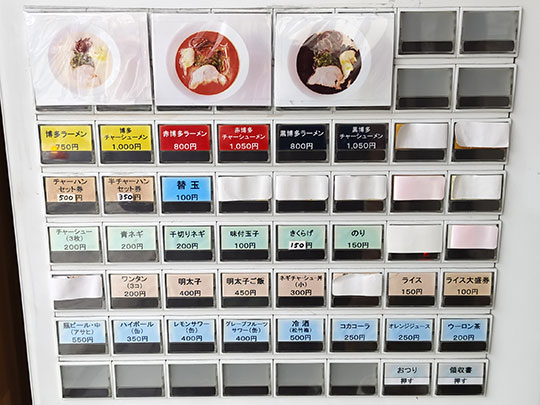 博多ラーメン
750円
博多
チャーシューメン
1,000円
赤博多ラーメン
800円
赤博多
チャーシューメン
1,050円
黒博多ラーメン
800円
黒博多
チャーシューメン
1,050円
チャーハン
セット券
500円
半チャーハン
セット券
350円
替玉
100円
チャーシュー
(3枚)
200円
青ネギ
200円
千切りネギ
200円
味付玉子
100円
きくらげ
150円
のり
150円
ワンタン
(3コ)
200円
明太子
400円
明太子ご飯
450円
ネギチャーシュー丼
(小)
300円
ライス
150円
ライス大盛券
100円
瓶ビール・中
(アサヒ)
550円
ハイボール
(缶)
350円
レモンサワー
(缶)
400円
グレープフルーツ
サワー(缶)
400円
冷酒
(松竹梅)
500円
コカコーラ
250円
オレンジジュース
250円
ウーロン茶
200円
おつり
押す
領収書
押す